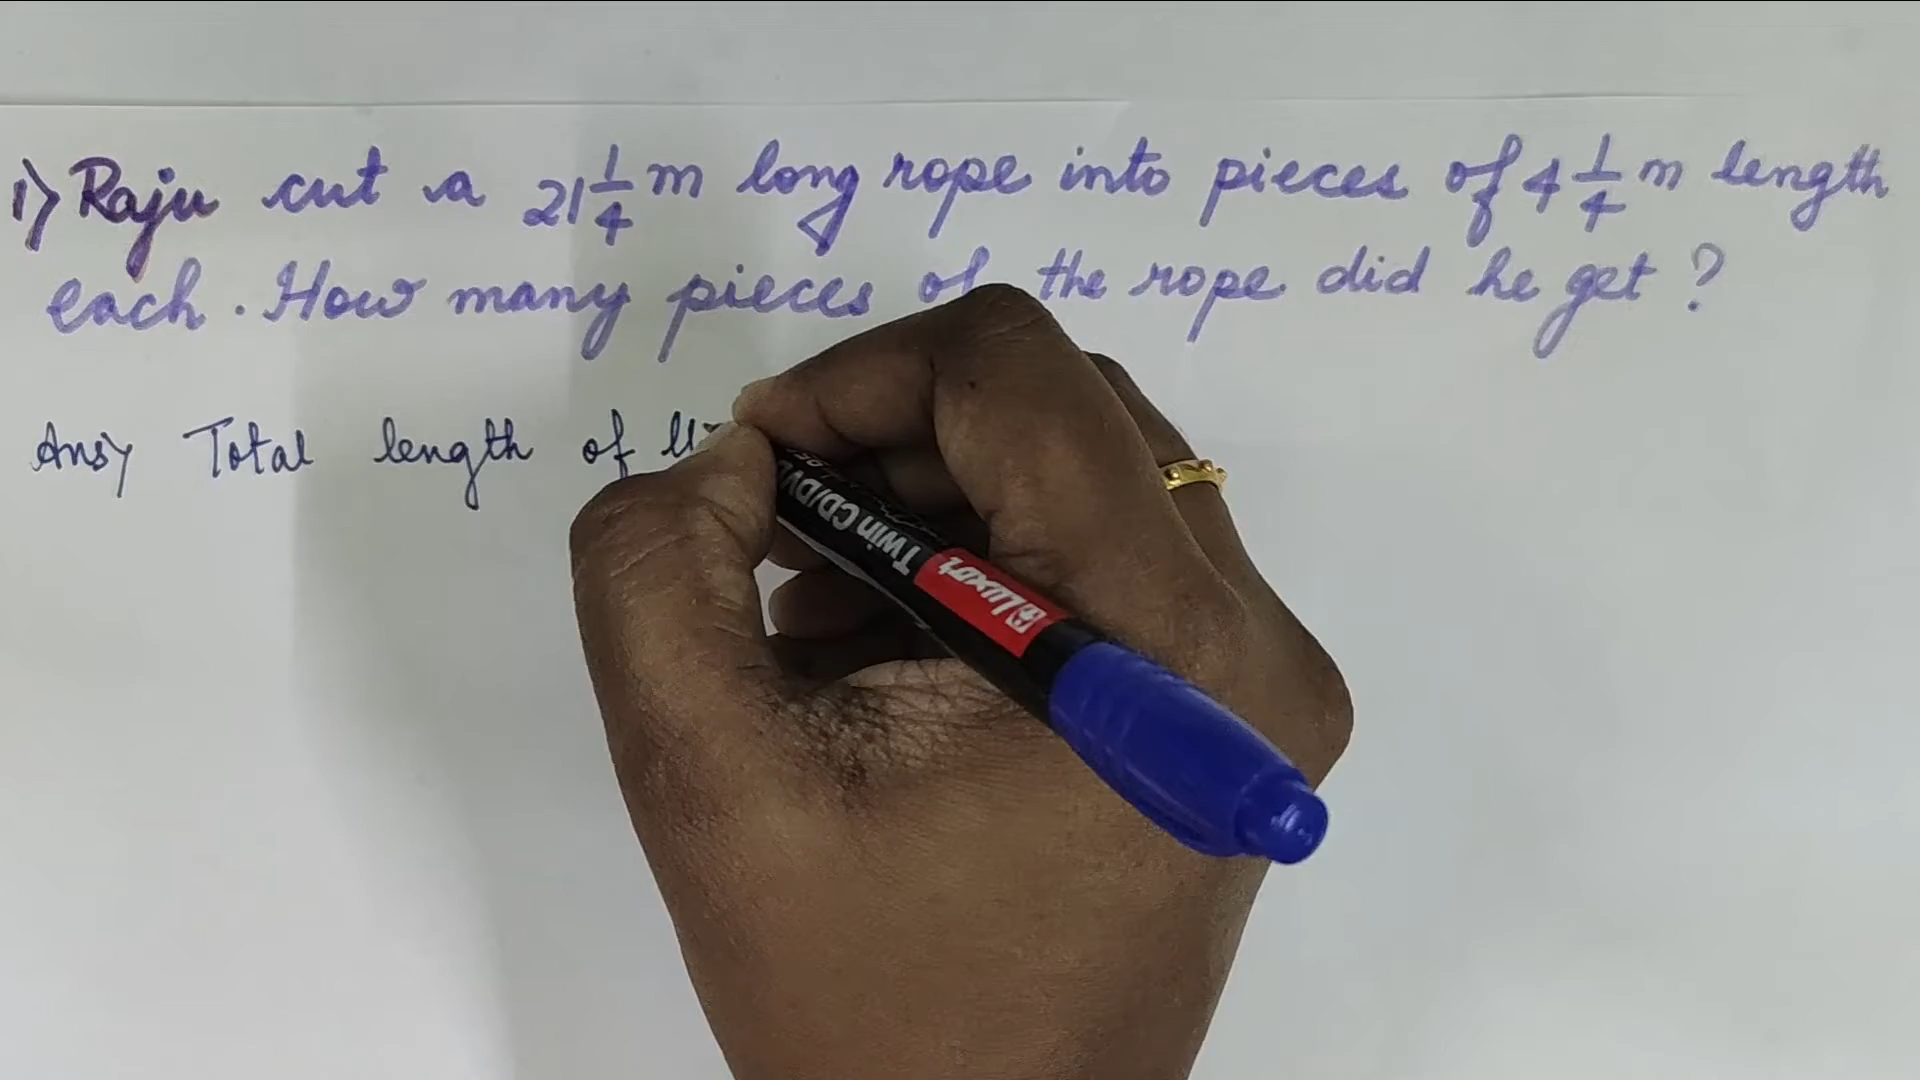 1) Raju cut a 21 1/4 m long rope into pieces of 4 1/4 m length
each. How many pieces of the rope did he get ?
Ans) Total length of
Twin CD/DVD
Luxor